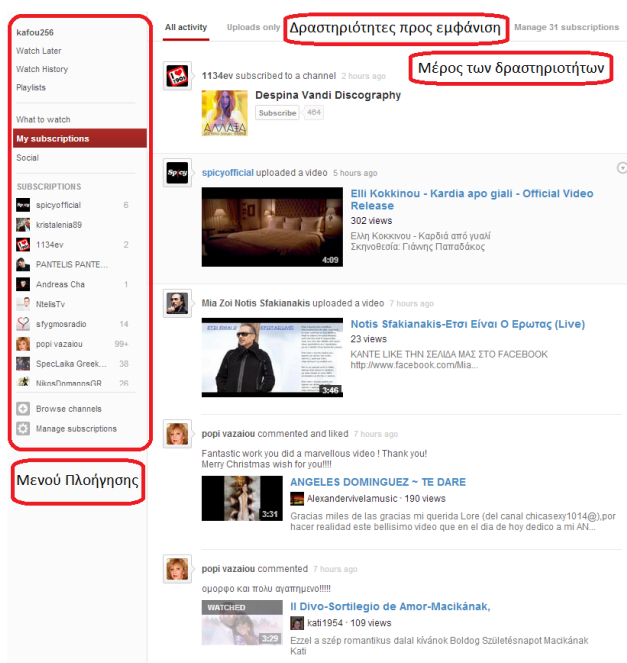 kafou256
Watch Later
Watch History
Playlists
What to watch
My subscriptions
Social
SUBSCRIPTIONS
spicyofficial 6
kristalenia89
1134ev 2
PANTELIS PANTE...
Andreas Cha 1
NtelisTv
sfygmosradio 14
popi vazaiou 99+
SpecLaika Greek... 38
NikosDomanosGR 26
Browse channels
Manage subscriptions
Μενού Πλοήγησης
All activity Uploads only Δραστηριότητες προς εμφάνιση Manage 31 subscriptions
Μέρος των δραστηριοτήτων
1134ev subscribed to a channel 2 hours ago
Despina Vandi Discography
Subscribe 464
ΑΛΛΑΞΑ
Spicy
spicyofficial uploaded a video 5 hours ago
Elli Kokkinou - Kardia apo giali - Official Video
Release
302 views
Ελλη Κοκκινου - Καρδιά από γυαλί
Σκηνοθεσία: Γιάννης Παπαδάκος
4:09
Mia Zoi Notis Sfakianakis uploaded a video 7 hours ago
Notis Sfakianakis-Ετσι Είναι Ο Ερωτας (Live)
23 views
ΚΑΝΤΕ LIKE ΤΗΝ ΣΕΛΙΔΑ ΜΑΣ ΣΤΟ FACEBOOK
http://www.facebook.com/Mia...
3:46
popi vazaiou commented and liked 7 hours ago
Fantastic work you did a marvellous video ! Thank you!
Merry Christmas wish for you!!!!
ANGELES DOMINGUEZ ~ TE DARE
Alexandervivelamusic · 190 views
Gracias miles de las gracias mi querida Lore (del canal chicasexy1014@),por
hacer realidad este bellisimo video que en el dia de hoy dedico a mi AN...
3:31
popi vazaiou commented 7 hours ago
ομορφο και πολυ αγαπημενο!!!!!
WATCHED
Il Divo-Sortilegio de Amor-Macikának,
kati1954 · 109 views
Ezzel a szép romantikus dalal kívánok Boldog Születésnapot Macikának
Kati
3:29